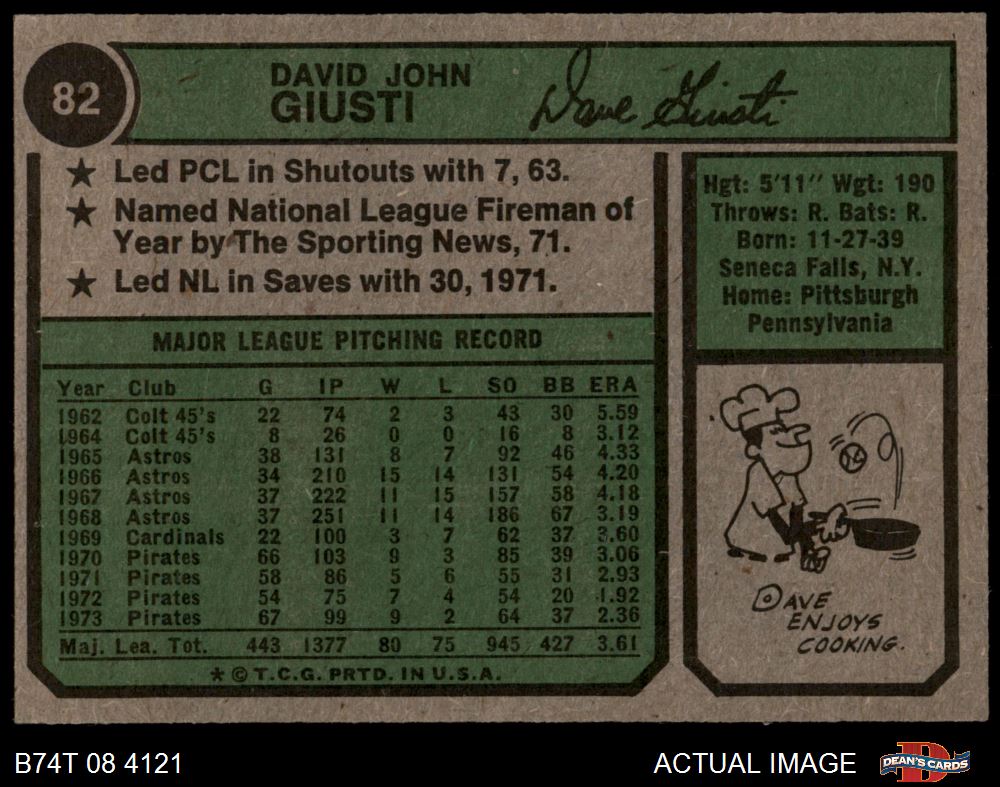 82
DAVID JOHN
GIUSTI
Dave Giusti
★ Led PCL in Shutouts with 7, 63.
★ Named National League Fireman of
Year by The Sporting News, 71.
★ Led NL in Saves with 30, 1971.
Hgt: 5'11" Wgt: 190
Throws: R. Bats: R.
Born: 11-27-39
Seneca Falls, N.Y.
Home: Pittsburgh
Pennsylvania
MAJOR LEAGUE PITCHING RECORD
Year Club G IP W L SO BB ERA
1962 Colt 45's 22 74 2 3 43 30 5.59
1964 Colt 45's 8 26 0 0 16 8 3.12
1965 Astros 38 131 8 7 92 46 4.33
1966 Astros 34 210 15 14 131 54 4.20
1967 Astros 37 222 11 15 157 58 4.18
1968 Astros 37 251 11 14 186 67 3.19
1969 Cardinals 22 100 3 7 62 37 3.60
1970 Pirates 66 103 9 3 85 39 3.06
1971 Pirates 58 86 5 6 55 31 2.93
1972 Pirates 54 75 7 4 54 20 1.92
1973 Pirates 67 99 9 2 64 37 2.36
Maj. Lea. Tot. 443 1377 80 75 945 427 3.61
★ © T.C.G. PRTD. IN U.S.A.
DAVE
ENJOYS
COOKING.
B74T 08 4121
ACTUAL IMAGE
D
DEAN'S CARDS